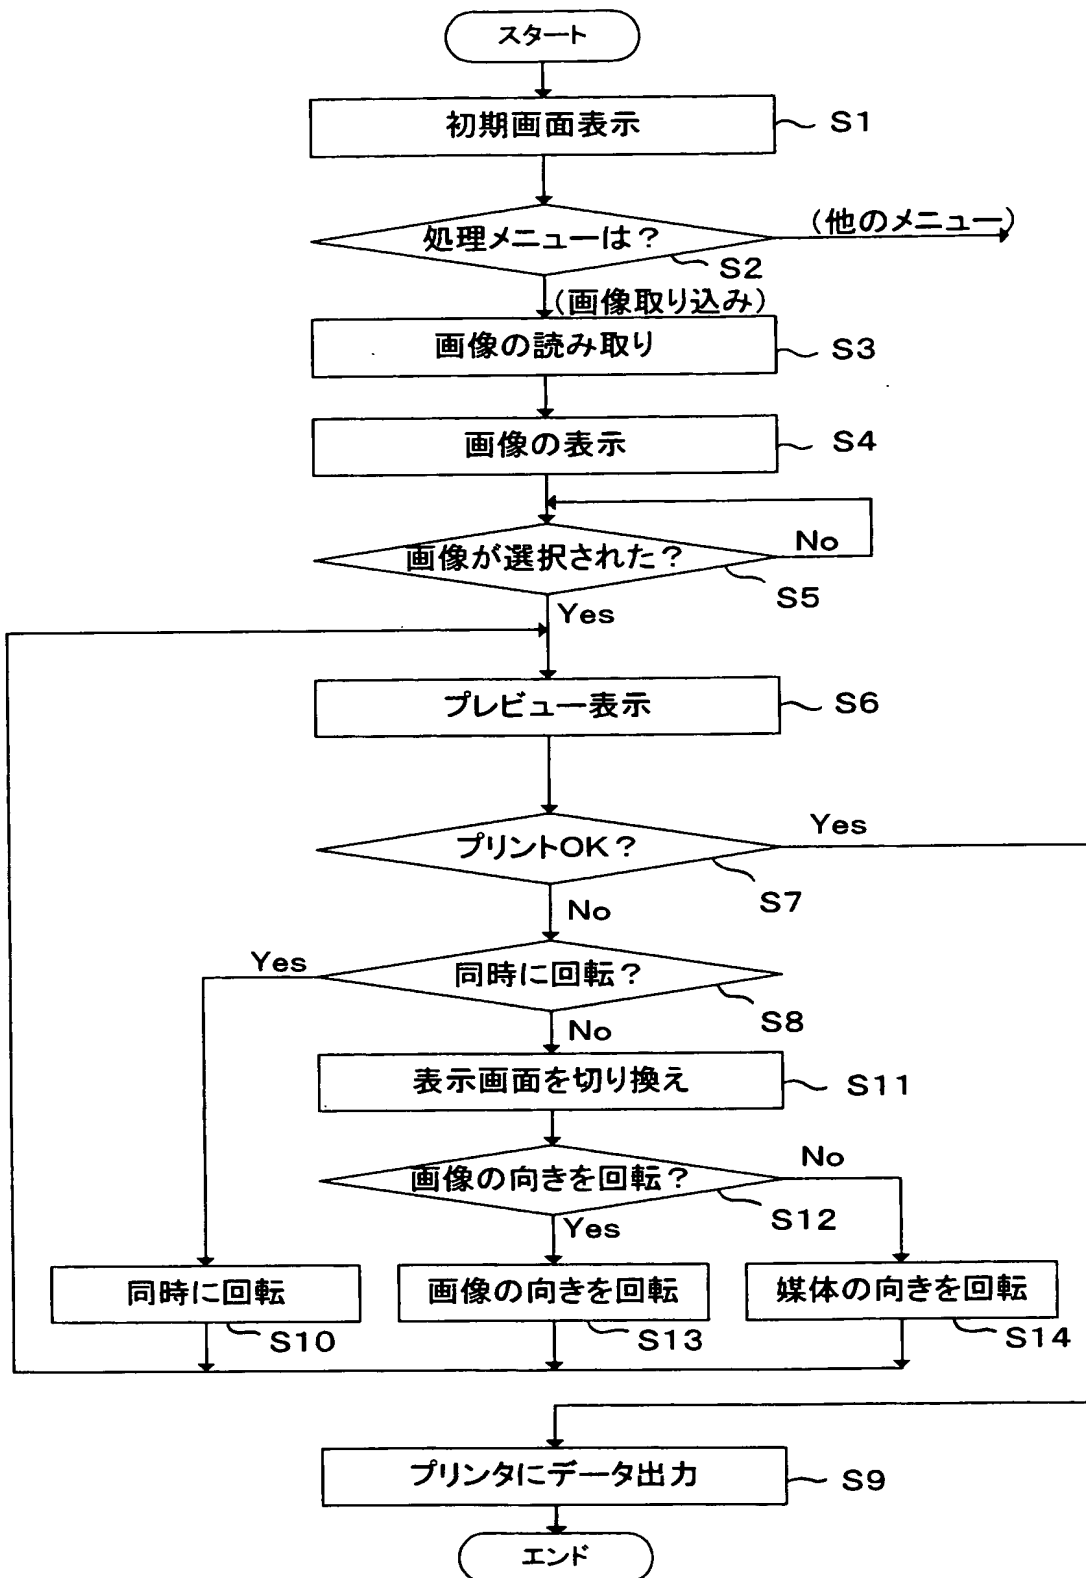 スタート
初期画面表示
S1
処理メニューは?
(他のメニュー)
S2
(画像取り込み)
画像の読み取り
S3
画像の表示
S4
画像が選択された?
No
S5
Yes
プレビュー表示
S6
プリントOK?
Yes
S7
No
Yes
同時に回転?
S8
No
表示画面を切り換え
S11
画像の向きを回転?
No
S12
Yes
同時に回転
S10
画像の向きを回転
S13
媒体の向きを回転
S14
プリンタにデータ出力
S9
エンド